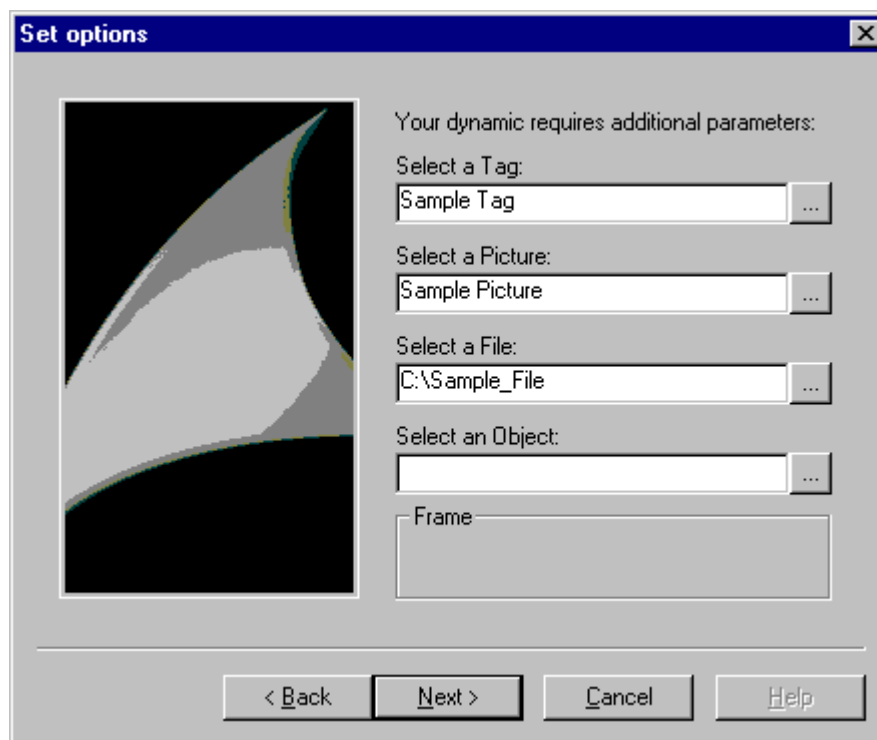 Set options
Your dynamic requires additional parameters:
Select a Tag:
Sample Tag
...
Select a Picture:
Sample Picture
...
Select a File:
C:\Sample_File
...
Select an Object:
...
Frame
< Back
Next >
Cancel
Help